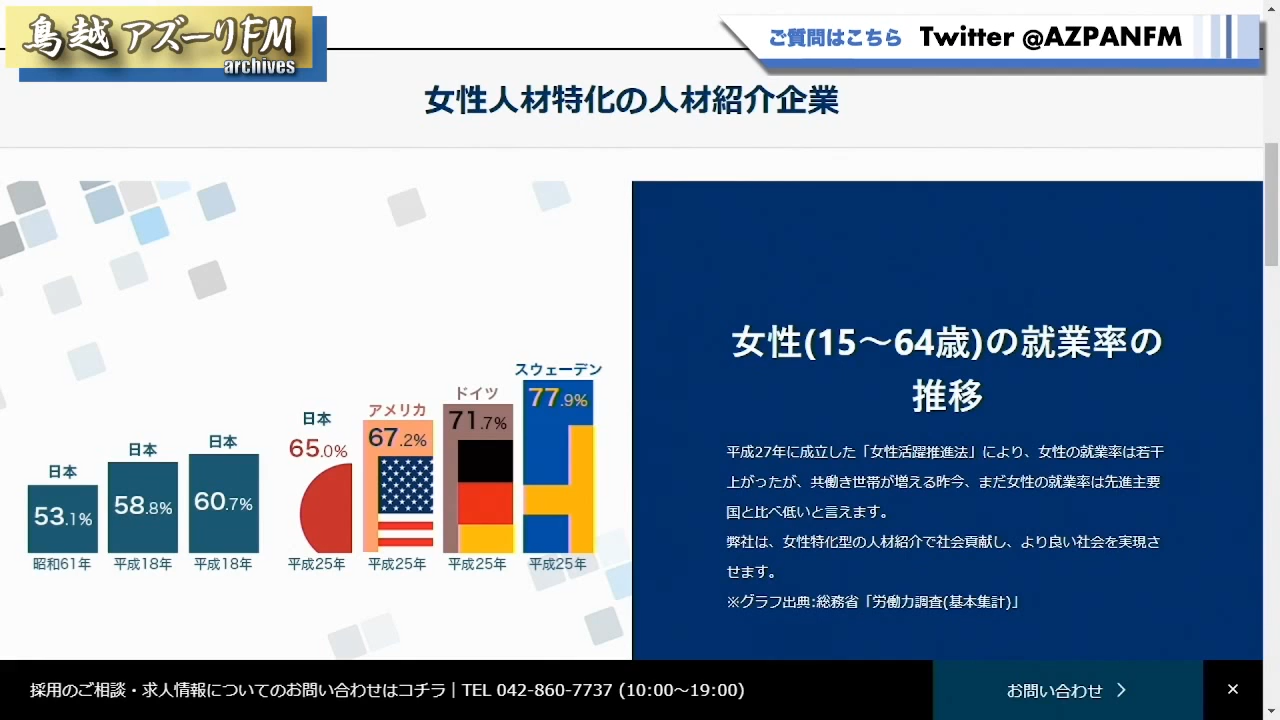 鳥越アズーリFM
archives
ご質問はこちら Twitter @AZPANFM
女性人材特化の人材紹介企業
日本
53.1%
昭和61年
日本
58.8%
平成18年
日本
60.7%
平成18年
日本
65.0%
平成25年
アメリカ
67.2%
平成25年
ドイツ
71.7%
平成25年
スウェーデン
77.9%
平成25年
女性(15〜64歳)の就業率の
推移
平成27年に成立した「女性活躍推進法」により、女性の就業率は若干
上がったが、共働き世帯が増える昨今、まだ女性の就業率は先進主要
国と比べ低いと言えます。
弊社は、女性特化型の人材紹介で社会貢献し、より良い社会を実現さ
せます。
※グラフ出典:総務省「労働力調査(基本集計)」
採用のご相談・求人情報についてのお問い合わせはコチラ | TEL 042-860-7737 (10:00〜19:00)
お問い合わせ